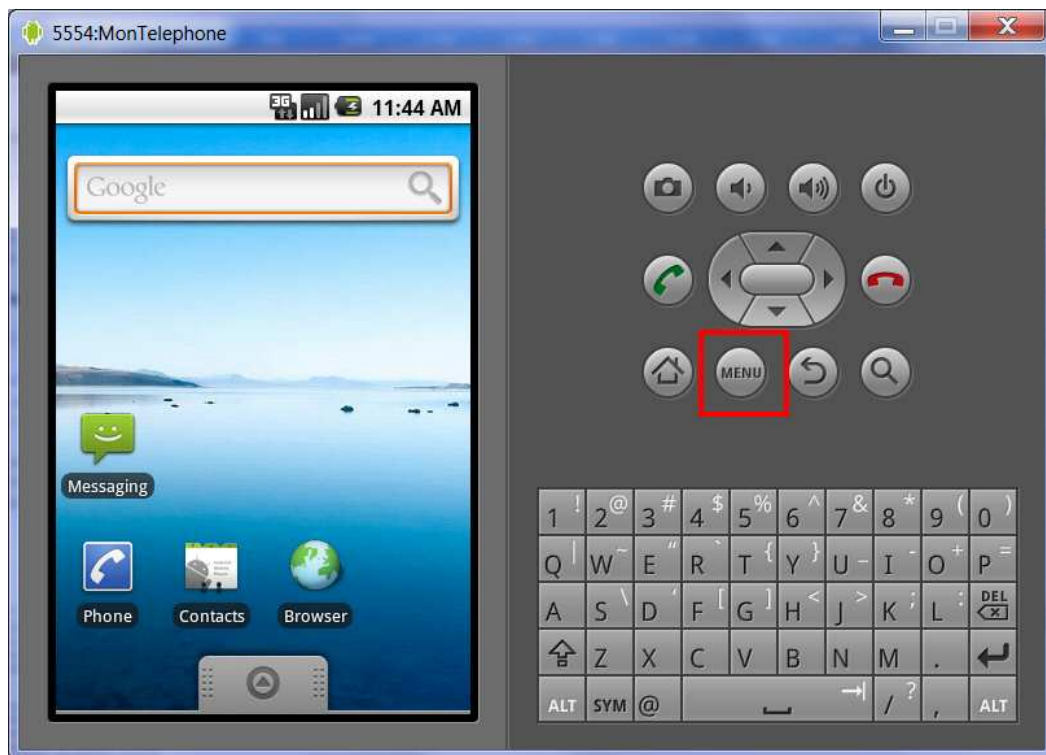 5554:MonTelephone
3G 11:44 AM
Google
MENU
Messaging
Phone Contacts Browser
1 ! 2 @ 3 # 4 $ 5 % 6 ^ 7 & 8 * 9 ( 0 )
Q | W ~ E " R ` T { Y } U - I - O + P =
A S \ D ' F [ G ] H < J > K ; L : DEL
Z X C V B N M .
ALT SYM @ / ? , ALT